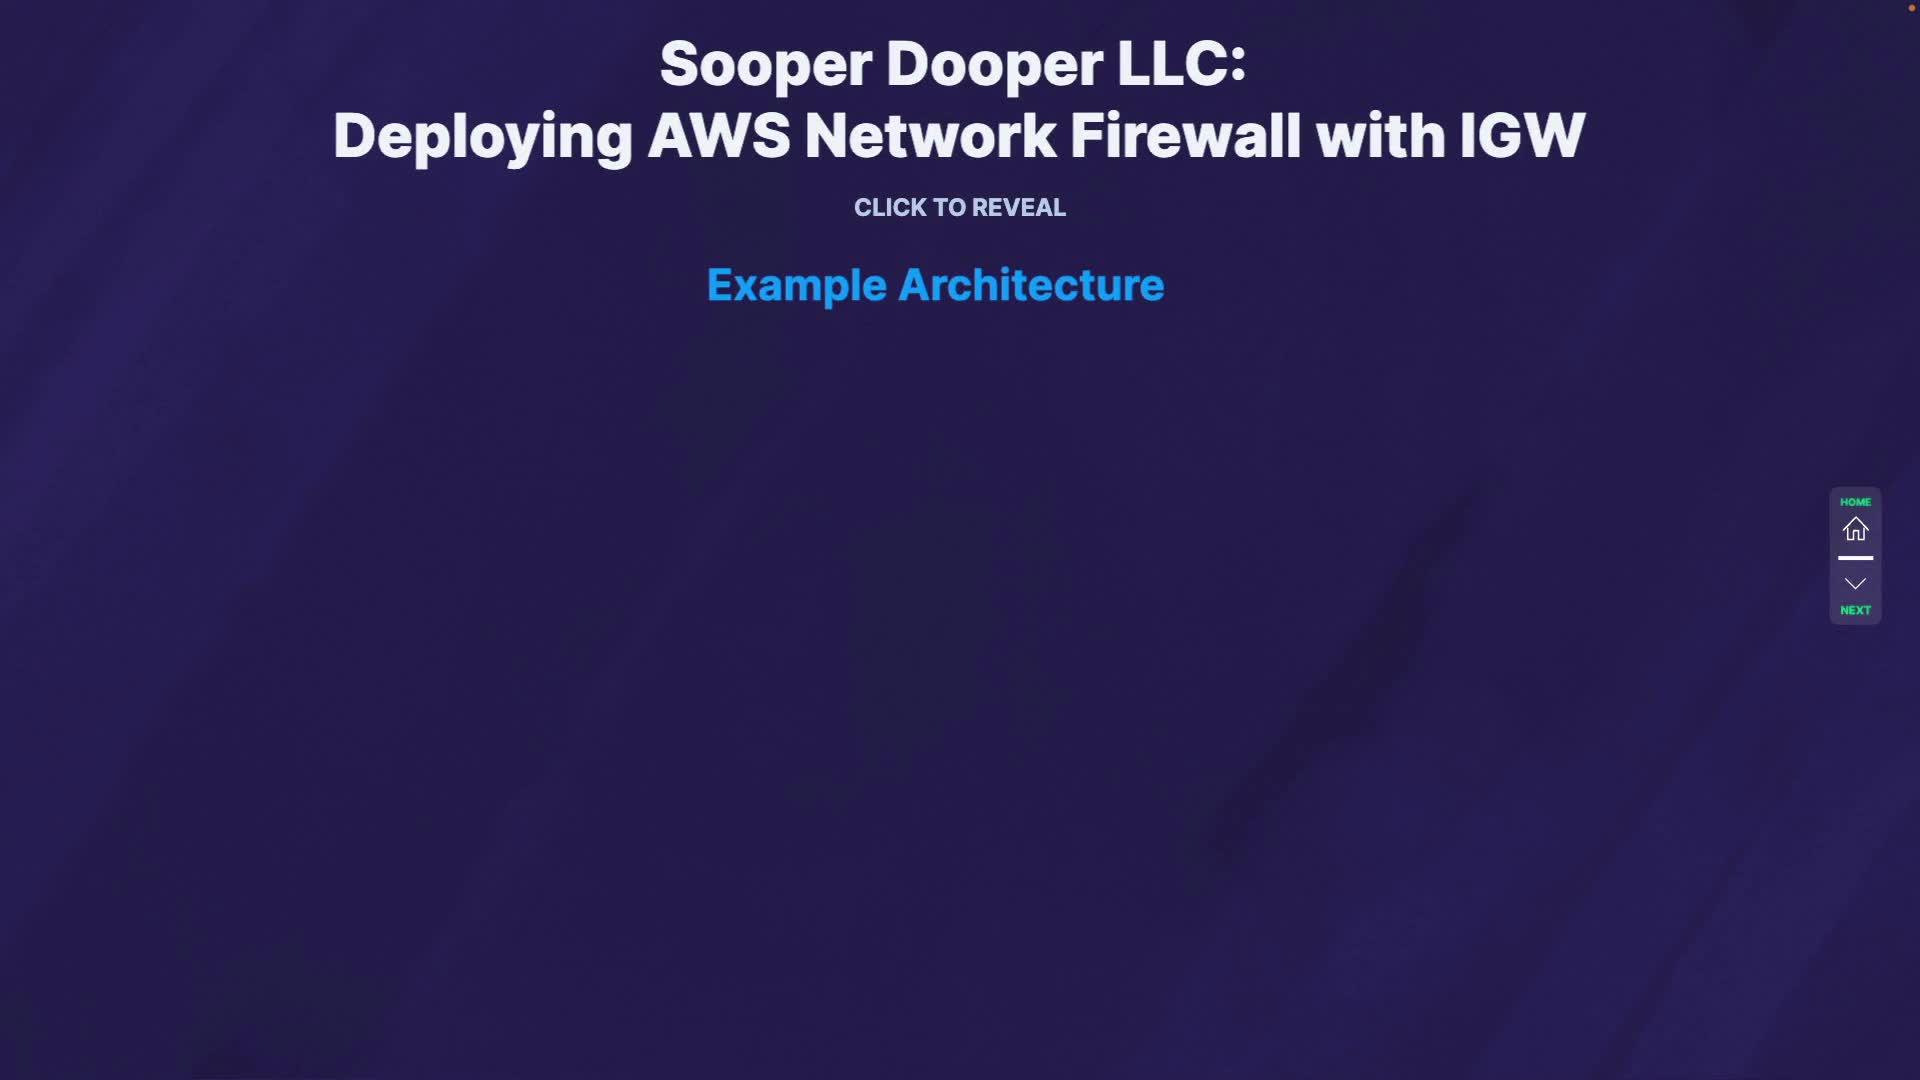 Sooper Dooper LLC:
Deploying AWS Network Firewall with IGW
CLICK TO REVEAL
Example Architecture
HOME
NEXT